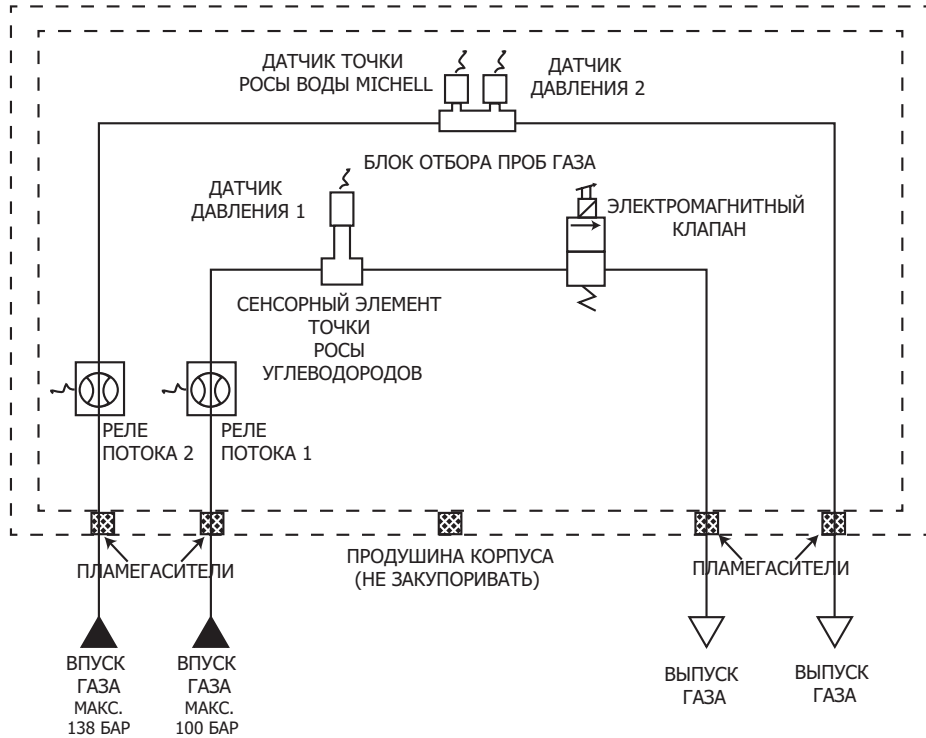 ДАТЧИК ТОЧКИ
РОСЫ ВОДЫ MICHELL
ДАТЧИК
ДАВЛЕНИЯ 2
БЛОК ОТБОРА ПРОБ ГАЗА
ДАТЧИК
ДАВЛЕНИЯ 1
ЭЛЕКТРОМАГНИТНЫЙ
КЛАПАН
СЕНСОРНЫЙ ЭЛЕМЕНТ
ТОЧКИ
РОСЫ
УГЛЕВОДОРОДОВ
РЕЛЕ
ПОТОКА 2
РЕЛЕ
ПОТОКА 1
ПЛАМЕГАСИТЕЛИ
ПРОДУШИНА КОРПУСА
(НЕ ЗАКУПОРИВАТЬ)
ПЛАМЕГАСИТЕЛИ
ВПУСК
ГАЗА
МАКС.
138 БАР
ВПУСК
ГАЗА
МАКС.
100 БАР
ВЫПУСК
ГАЗА
ВЫПУСК
ГАЗА